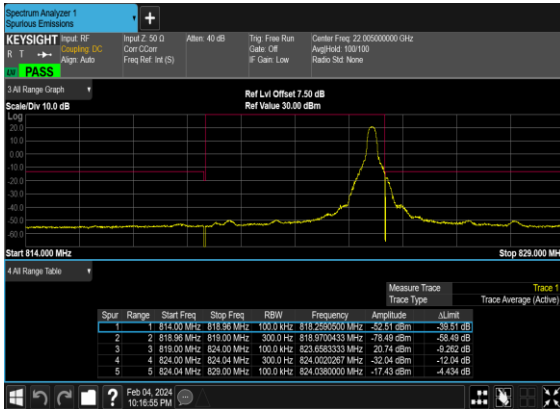 Spectrum Analyzer 1
Spurious Emissions
+
KEYSIGHT
R T
LXI PASS
Input: RF
Coupling: DC
Align: Auto
Input Z: 50 Ω
Corr CCorr
Freq Ref: Int (S)
Atten: 40 dB
Trig: Free Run
Gate: Off
IF Gain: Low
Center Freq: 22.005000000 GHz
Avg|Hold: 100/100
Radio Std: None
3 All Range Graph
Scale/Div 10.0 dB
Ref Lvl Offset 7.50 dB
Ref Value 30.00 dBm
Log
20.0
10.0
0.00
-10.0
-20.0
-30.0
-40.0
-50.0
-60.0
Start 814.000 MHz
Stop 829.000 MH
4 All Range Table
Measure Trace Trace 1
Trace Type Trace Average (Active)
Spur Range Start Freq Stop Freq RBW Frequency Amplitude ΔLimit
1 1 814.00 MHz 818.96 MHz 100.0 kHz 818.2590500 MHz -52.51 dBm -39.51 dB
2 2 818.96 MHz 819.00 MHz 300.0 Hz 818.9700433 MHz -78.49 dBm -58.49 dB
3 3 819.00 MHz 824.00 MHz 100.0 kHz 823.6583333 MHz 20.74 dBm -9.262 dB
4 4 824.00 MHz 824.04 MHz 300.0 Hz 824.0020267 MHz -32.04 dBm -12.04 dB
5 5 824.04 MHz 829.00 MHz 100.0 kHz 824.0380000 MHz -17.43 dBm -4.434 dB
?
Feb 04, 2024
10:16:55 PM